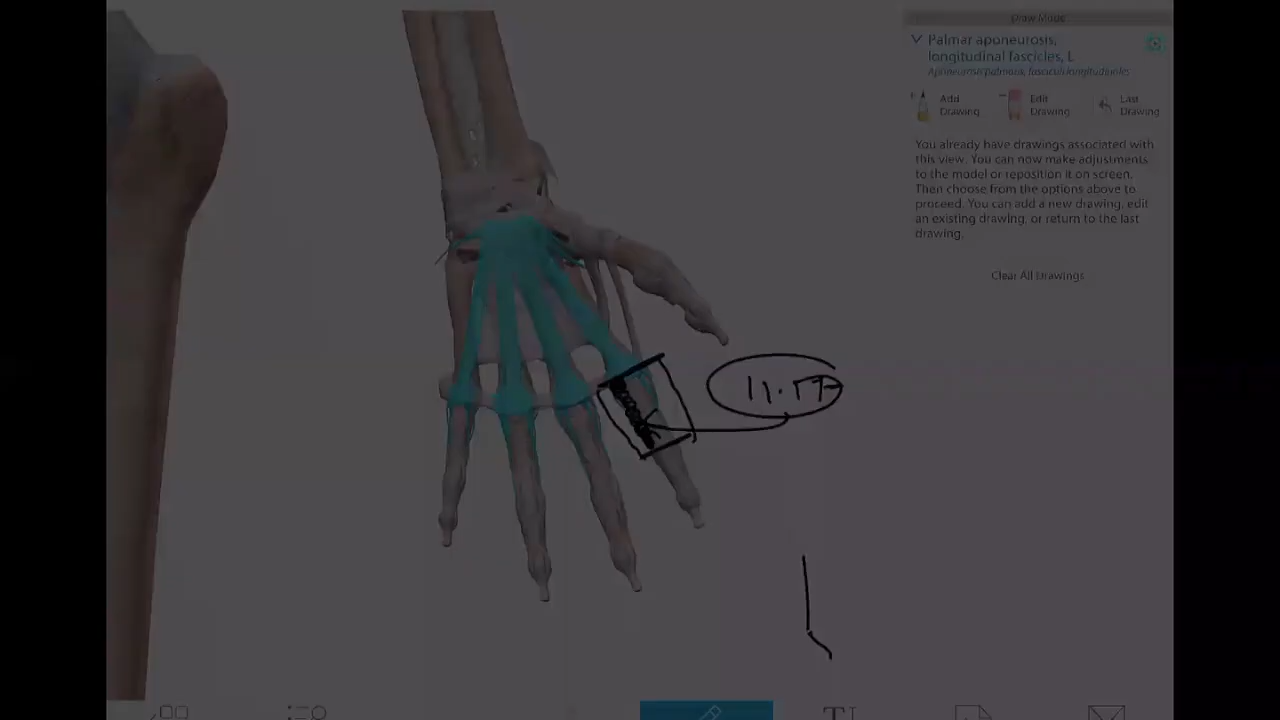 Draw Mode
Palmar aponeurosis,
longitudinal fascicles, L
Aponeurosis palmaris, fasciculi longitudinales
Add
Drawing
Edit
Drawing
Last
Drawing
You already have drawings associated with
this view. You can now make adjustments
to the model or reposition it on screen.
Then choose from the options above to
proceed. You can add a new drawing, edit
an existing drawing, or return to the last
drawing.
Clear All Drawings